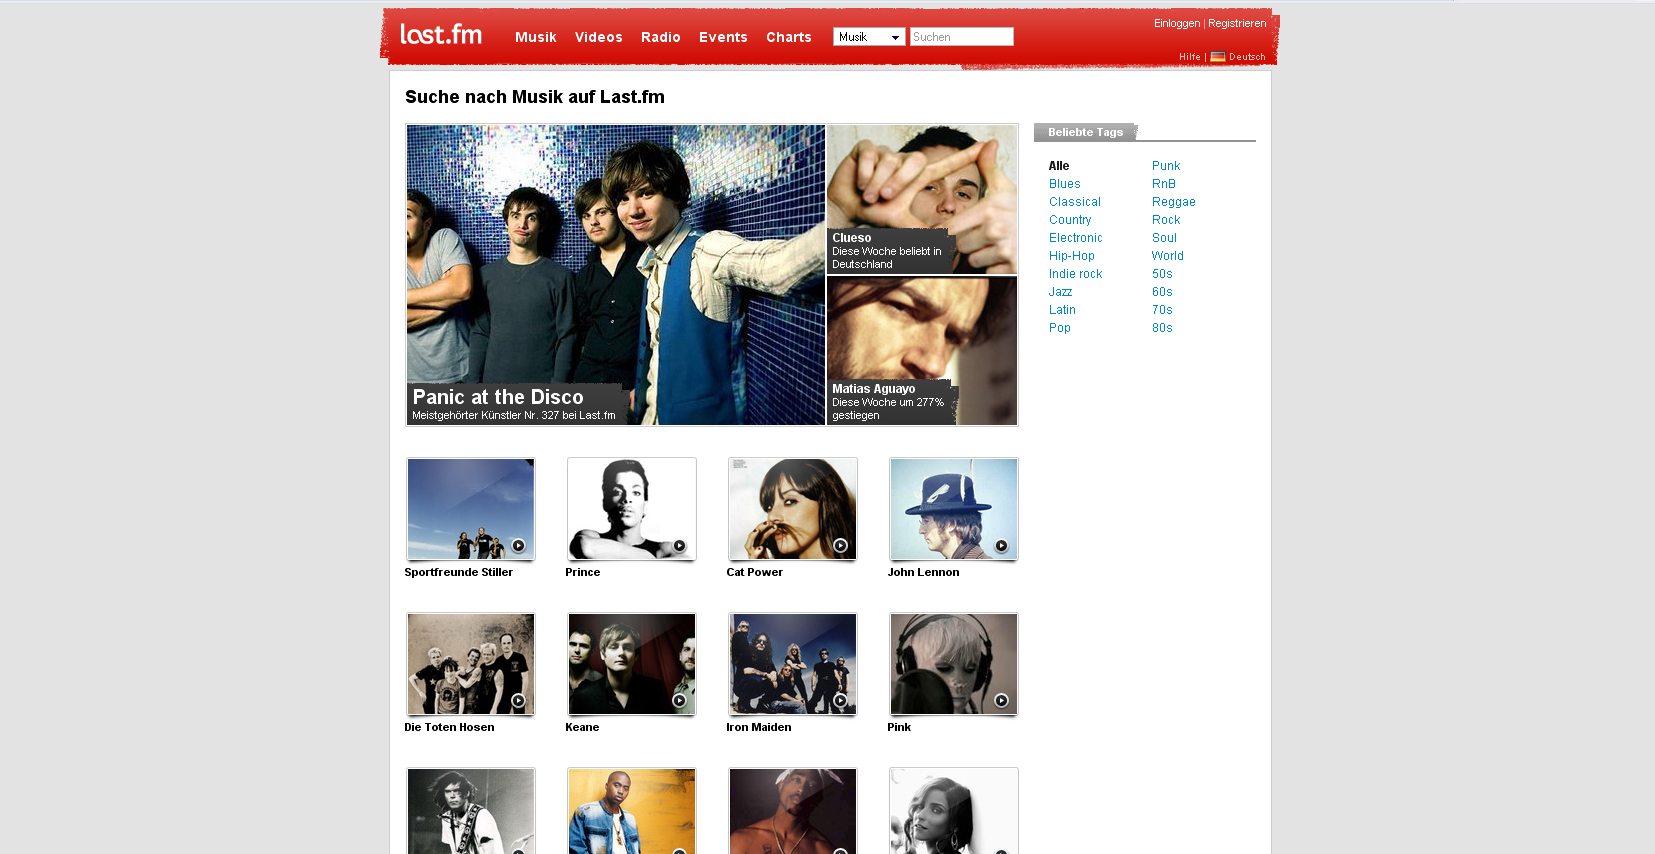 last.fm
Musik Videos Radio Events Charts
Musik
Suchen
Einloggen | Registrieren
Hilfe | Deutsch
Suche nach Musik auf Last.fm
Panic at the Disco
Meistgehörter Künstler Nr. 327 bei Last.fm
Clueso
Diese Woche beliebt in
Deutschland
Matias Aguayo
Diese Woche um 277%
gestiegen
Beliebte Tags
Alle
Blues
Classical
Country
Electronic
Hip-Hop
Indie rock
Jazz
Latin
Pop
Punk
RnB
Reggae
Rock
Soul
World
50s
60s
70s
80s
Sportfreunde Stiller
Prince
Cat Power
John Lennon
Die Toten Hosen
Keane
Iron Maiden
Pink